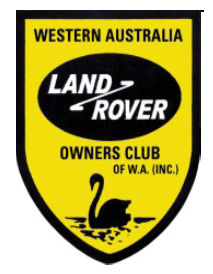 WESTERN AUSTRALIA
LAND
ROVER
OWNERS CLUB
OF W.A. (INC.)